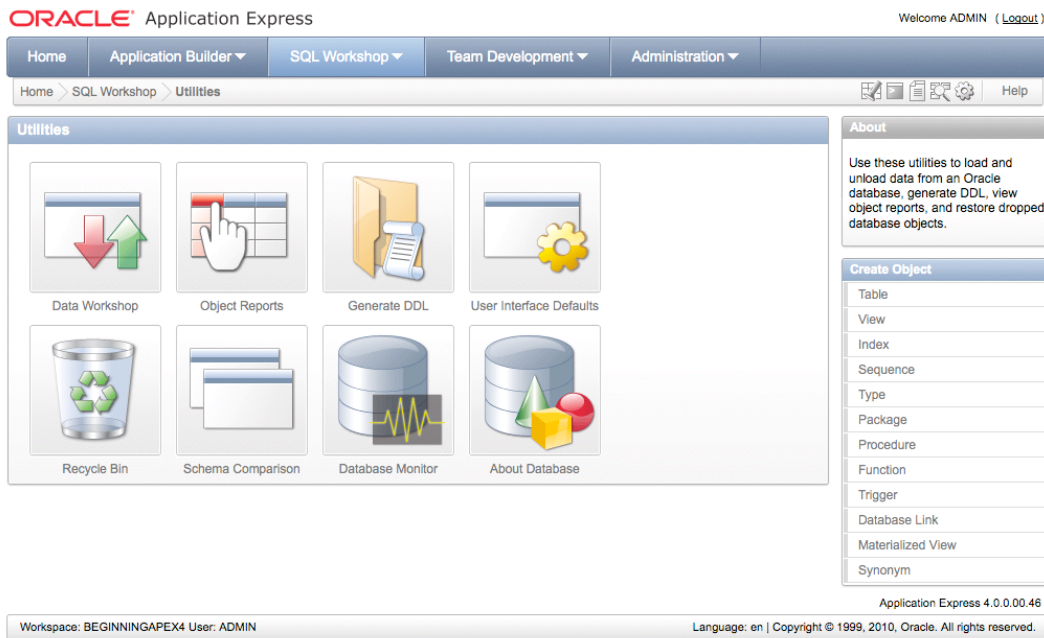 ORACLE® Application Express
Welcome ADMIN ( Logout )
Home
Application Builder
SQL Workshop
Team Development
Administration
Home SQL Workshop Utilities
Help
Utilities
Data Workshop
Object Reports
Generate DDL
User Interface Defaults
Recycle Bin
Schema Comparison
Database Monitor
About Database
About
Use these utilities to load and
unload data from an Oracle
database, generate DDL, view
object reports, and restore dropped
database objects.
Create Object
Table
View
Index
Sequence
Type
Package
Procedure
Function
Trigger
Database Link
Materialized View
Synonym
Application Express 4.0.0.00.46
Workspace: BEGINNINGAPEX4 User: ADMIN
Language: en | Copyright © 1999, 2010, Oracle. All rights reserved.